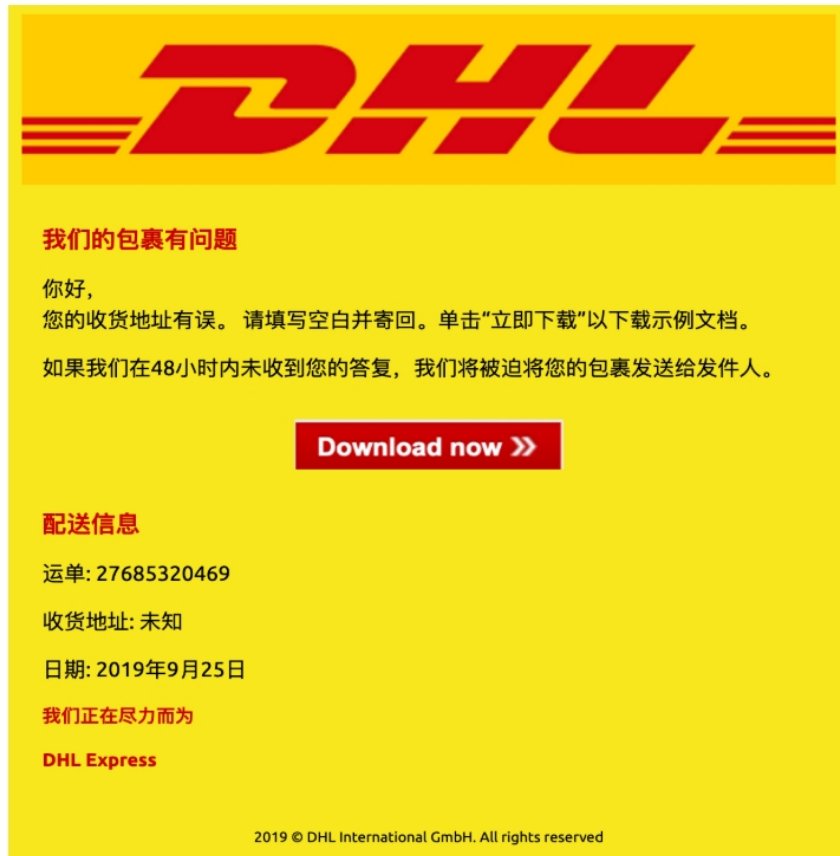 DHL
我们的包裹有问题
你好，
您的收货地址有误。 请填写空白并寄回。单击“立即下载”以下载示例文档。
如果我们在48小时内未收到您的答复，我们将被迫将您的包裹发送给发件人。
Download now »
配送信息
运单: 27685320469
收货地址: 未知
日期: 2019年9月25日
我们正在尽力而为
DHL Express
2019 © DHL International GmbH. All rights reserved